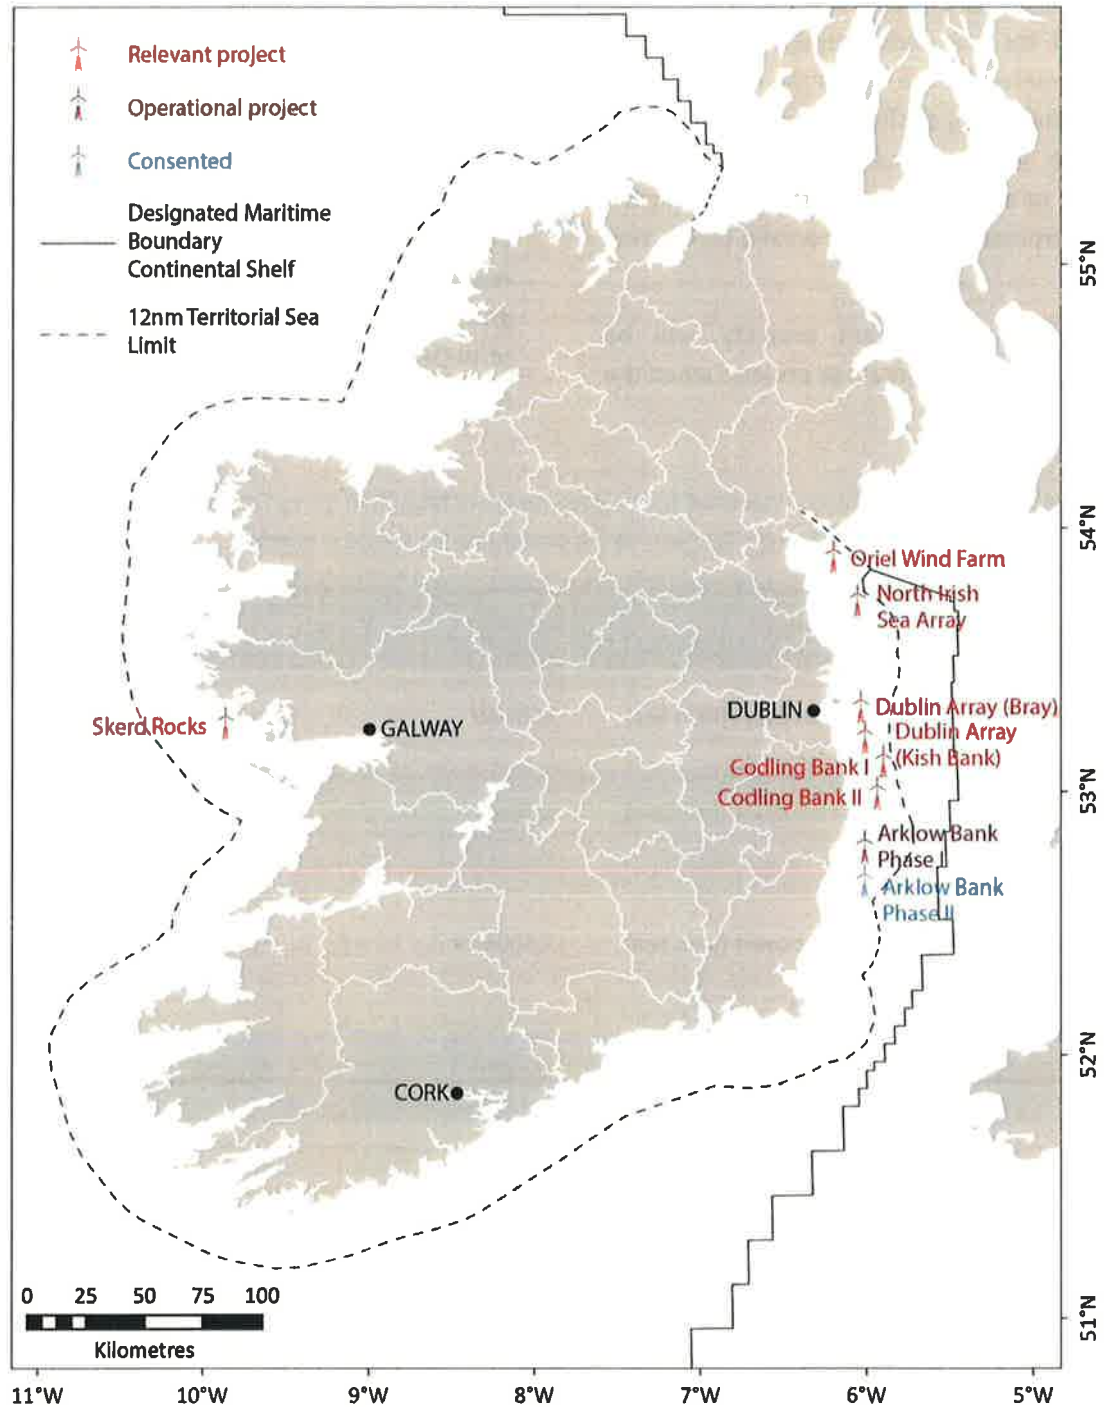 Relevant project
Operational project
Consented
Designated Maritime
Boundary
Continental Shelf
12nm Territorial Sea
Limit
55°N
54°N
53°N
52°N
51°N
Oriel Wind Farm
North Irish
Sea Array
Skerd Rocks
GALWAY
DUBLIN
Dublin Array (Bray)
Dublin Array
(Kish Bank)
Codling Bank I
Codling Bank II
Arklow Bank
Phase I
Arklow Bank
Phase II
CORK
0 25 50 75 100
Kilometres
11°W 10°W 9°W 8°W 7°W 6°W 5°W